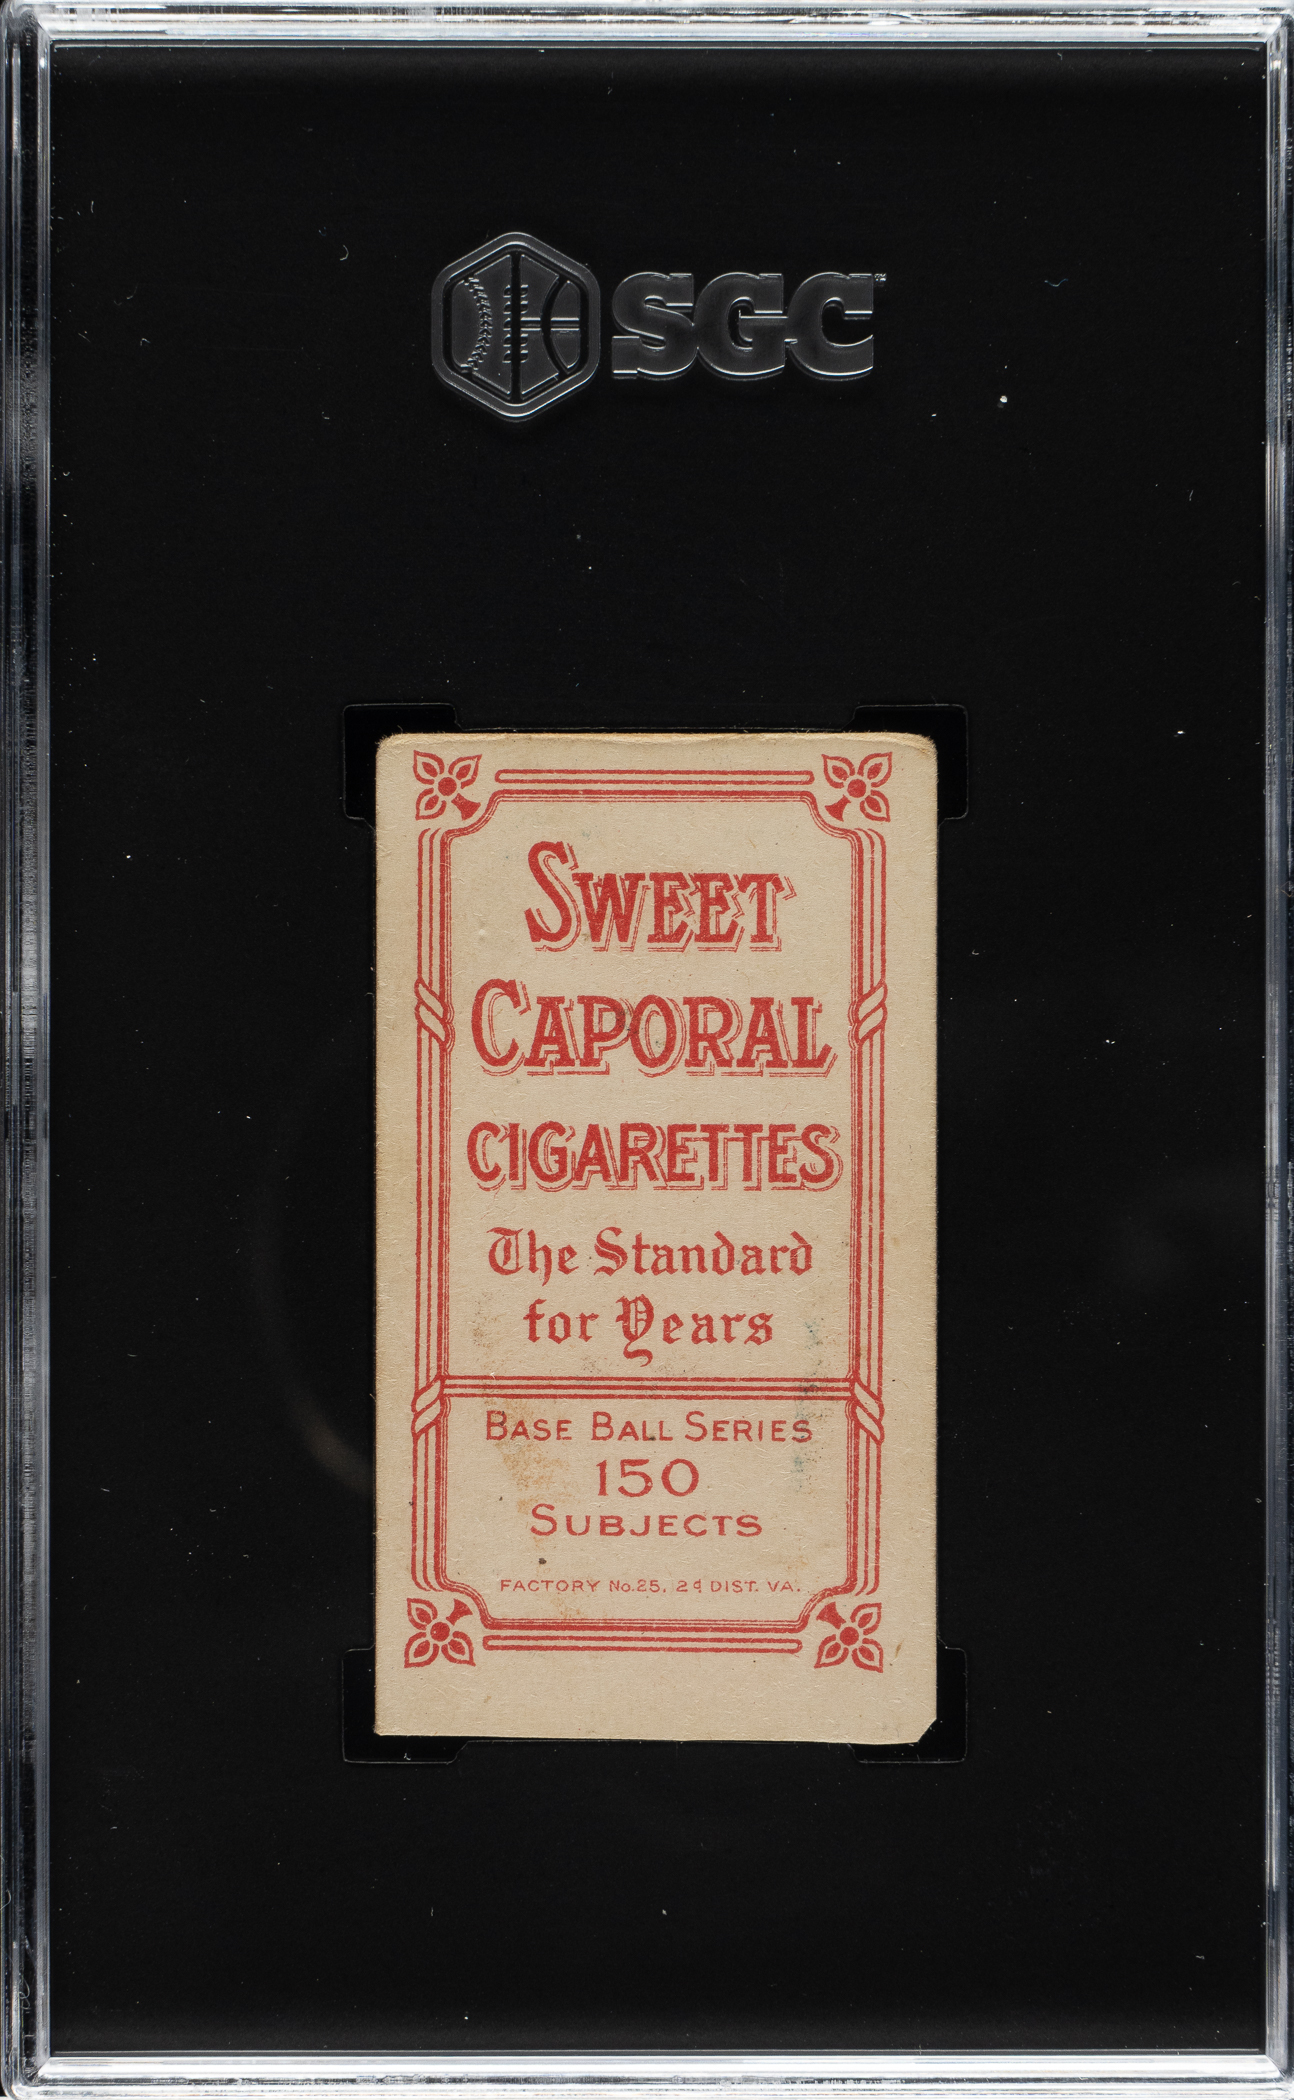 SGC
SWEET
CAPORAL
CIGARETTES
The Standard
for Years
BASE BALL SERIES
150
SUBJECTS
FACTORY No. 25, 2d DIST. VA.